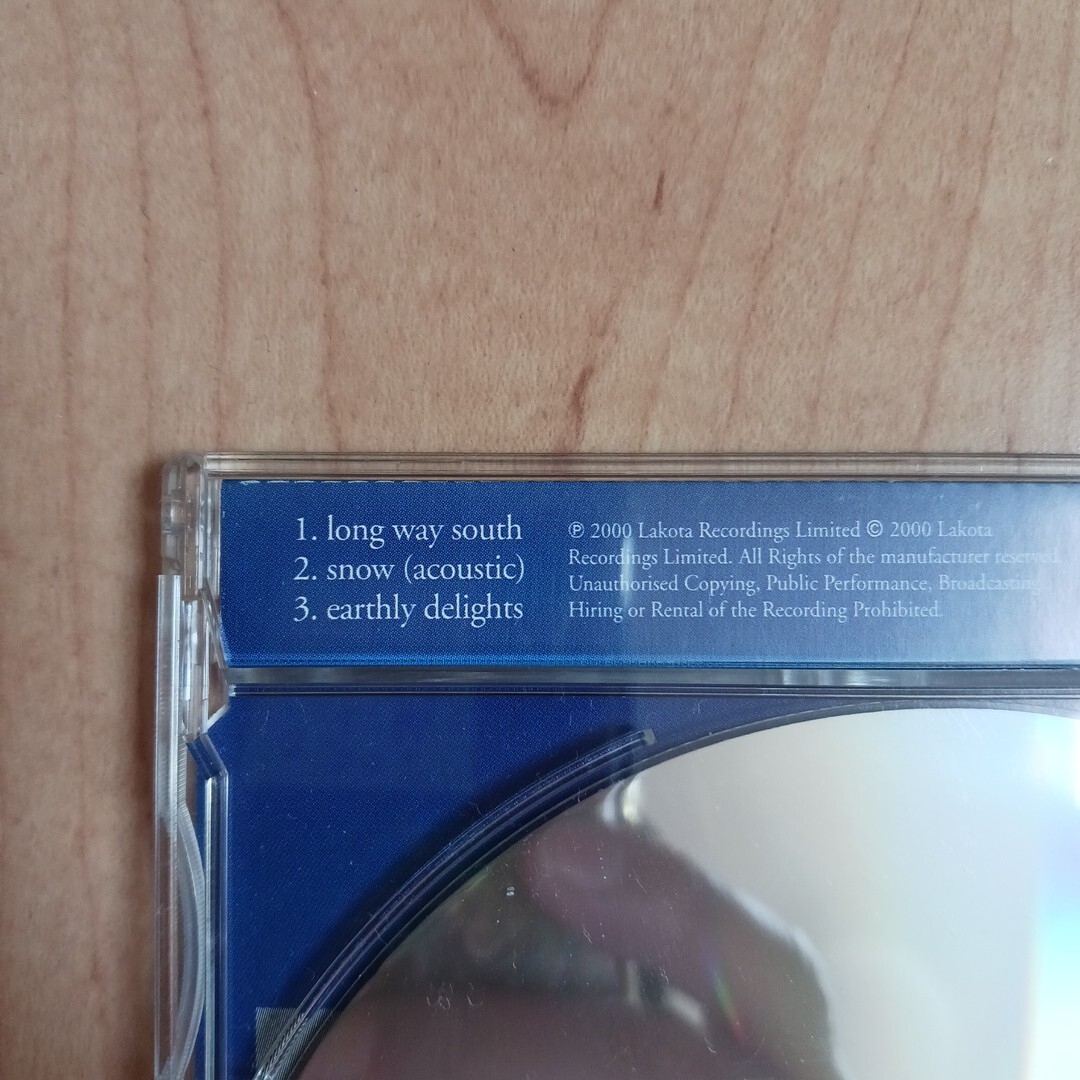 1. long way south
2. snow (acoustic)
3. earthly delights
℗ 2000 Lakota Recordings Limited © 2000 Lakota
Recordings Limited. All Rights of the manufacturer reserved.
Unauthorised Copying, Public Performance, Broadcasting,
Hiring or Rental of the Recording Prohibited.